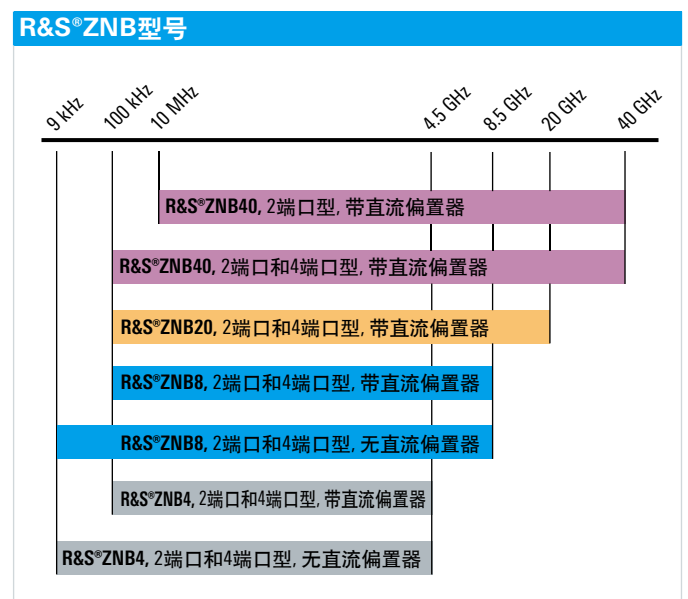 R&S®ZNB型号
9 kHz
100 kHz
10 MHz
4.5 GHz
8.5 GHz
20 GHz
40 GHz
R&S®ZNB40, 2端口型, 带直流偏置器
R&S®ZNB40, 2端口和4端口型, 带直流偏置器
R&S®ZNB20, 2端口和4端口型, 带直流偏置器
R&S®ZNB8, 2端口和4端口型, 带直流偏置器
R&S®ZNB8, 2端口和4端口型, 无直流偏置器
R&S®ZNB4, 2端口和4端口型, 带直流偏置器
R&S®ZNB4, 2端口和4端口型, 无直流偏置器